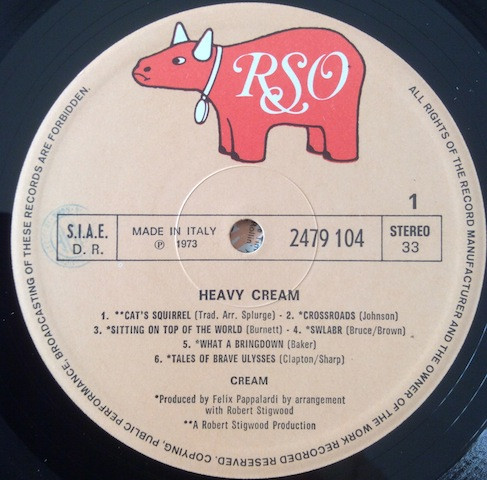 RSO
1
S.I.A.E.
D. R.
MADE IN ITALY
℗ 1973
2479 104
STEREO
33
HEAVY CREAM
1. **CAT'S SQUIRREL (Trad. Arr. Splurge) - 2. *CROSSROADS (Johnson)
3. *SITTING ON TOP OF THE WORLD (Burnett) - 4. *SWLABR (Bruce/Brown)
5. *WHAT A BRINGDOWN (Baker)
6. *TALES OF BRAVE ULYSSES (Clapton/Sharp)
CREAM
*Produced by Felix Pappalardi by arrangement
with Robert Stigwood
**A Robert Stigwood Production
ALL RIGHTS OF THE RECORD MANUFACTURER AND THE OWNER OF THE WORK RECORDED RESERVED. COPYING, PUBLIC PERFORMANCE, BROADCASTING OF THESE RECORDS ARE FORBIDDEN.